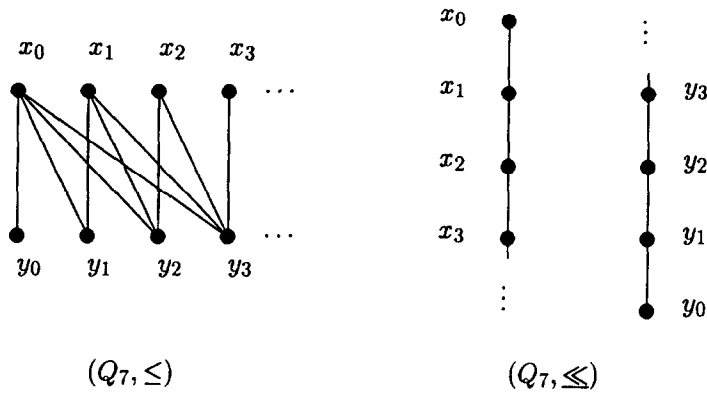 x₀ x₁ x₂ x₃
...
y₀ y₁ y₂ y₃
...
(Q₇, ≤)
x₀
x₁
x₂
x₃
⋮
⋮
y₃
y₂
y₁
y₀
(Q₇, ≪̲)